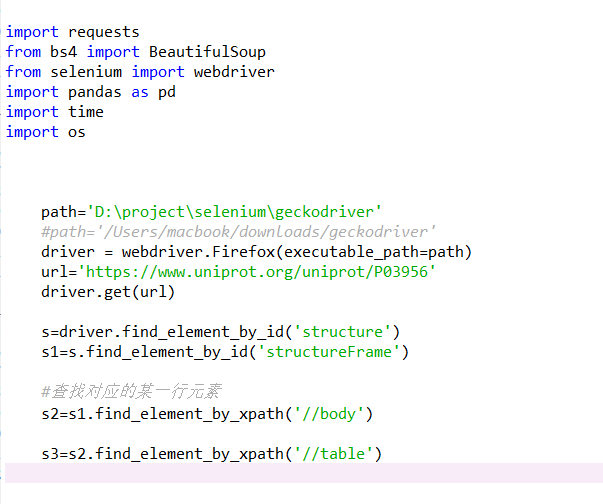 import requests
from bs4 import BeautifulSoup
from selenium import webdriver
import pandas as pd
import time
import os
path='D:\project\selenium\geckodriver'
#path='/Users/macbook/downloads/geckodriver'
driver = webdriver.Firefox(executable_path=path)
url='https://www.uniprot.org/uniprot/P03956'
driver.get(url)
s=driver.find_element_by_id('structure')
s1=s.find_element_by_id('structureFrame')
#查找对应的某一行元素
s2=s1.find_element_by_xpath('//body')
s3=s2.find_element_by_xpath('//table')